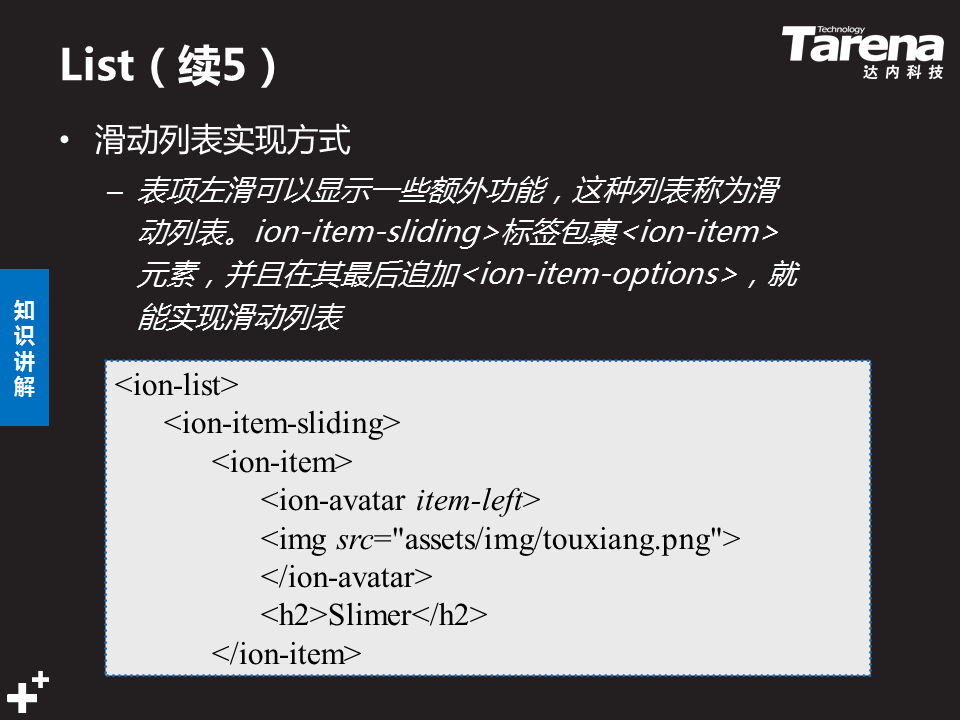 List（续5）
Technology
Tarena
达内科技
• 滑动列表实现方式
– 表项左滑可以显示一些额外功能，这种列表称为滑
动列表。ion-item-sliding>标签包裹<ion-item>
元素，并且在其最后追加<ion-item-options>，就
能实现滑动列表
知
识
讲
解
<ion-list>
<ion-item-sliding>
<ion-item>
<ion-avatar item-left>
<img src="assets/img/touxiang.png">
</ion-avatar>
<h2>Slimer</h2>
</ion-item>